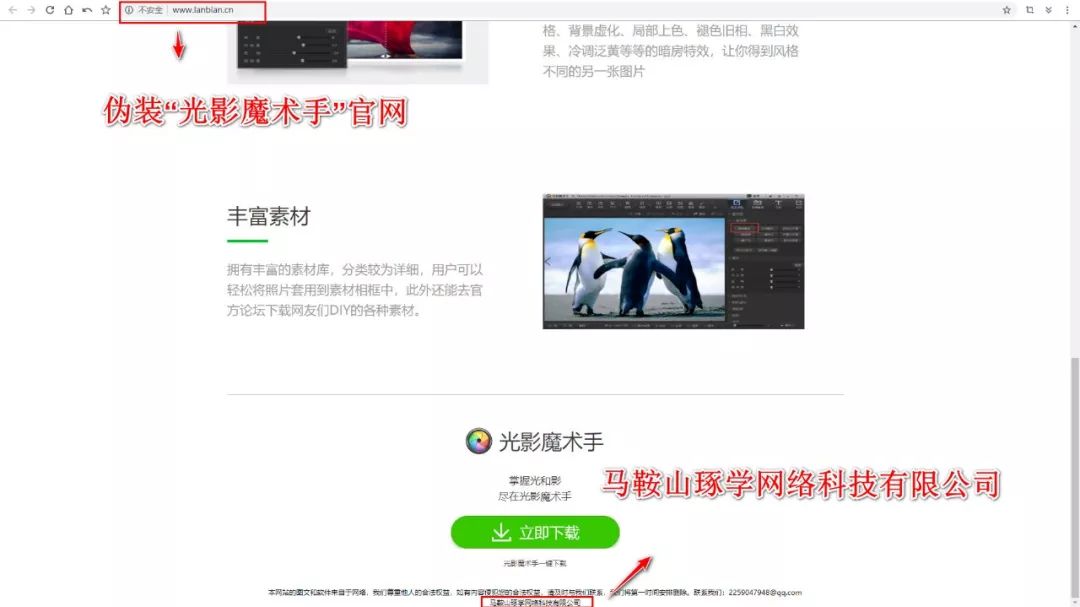 不安全 www.lanbian.cn
格、背景虚化、局部上色、褪色旧相、黑白效
果、冷调泛黄等等的暗房特效，让你得到风格
不同的另一张图片
伪装“光影魔术手”官网
丰富素材
拥有丰富的素材库，分类较为详细，用户可以
轻松将照片套用到素材相框中，此外还能去官
方论坛下载网友们DIY的各种素材。
光影魔术手
掌握光和影
尽在光影魔术手
马鞍山琢学网络科技有限公司
立即下载
光影魔术手一键下载
本网站的图文和软件来自于网络，我们尊重他人的合法权益，如有内容侵犯您的合法权益，请及时与我们联系，我们将第一时间安排删除。联系我们：2259047948@qq.com
马鞍山琢学网络科技有限公司